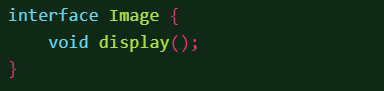 interface Image {
    void display();
}